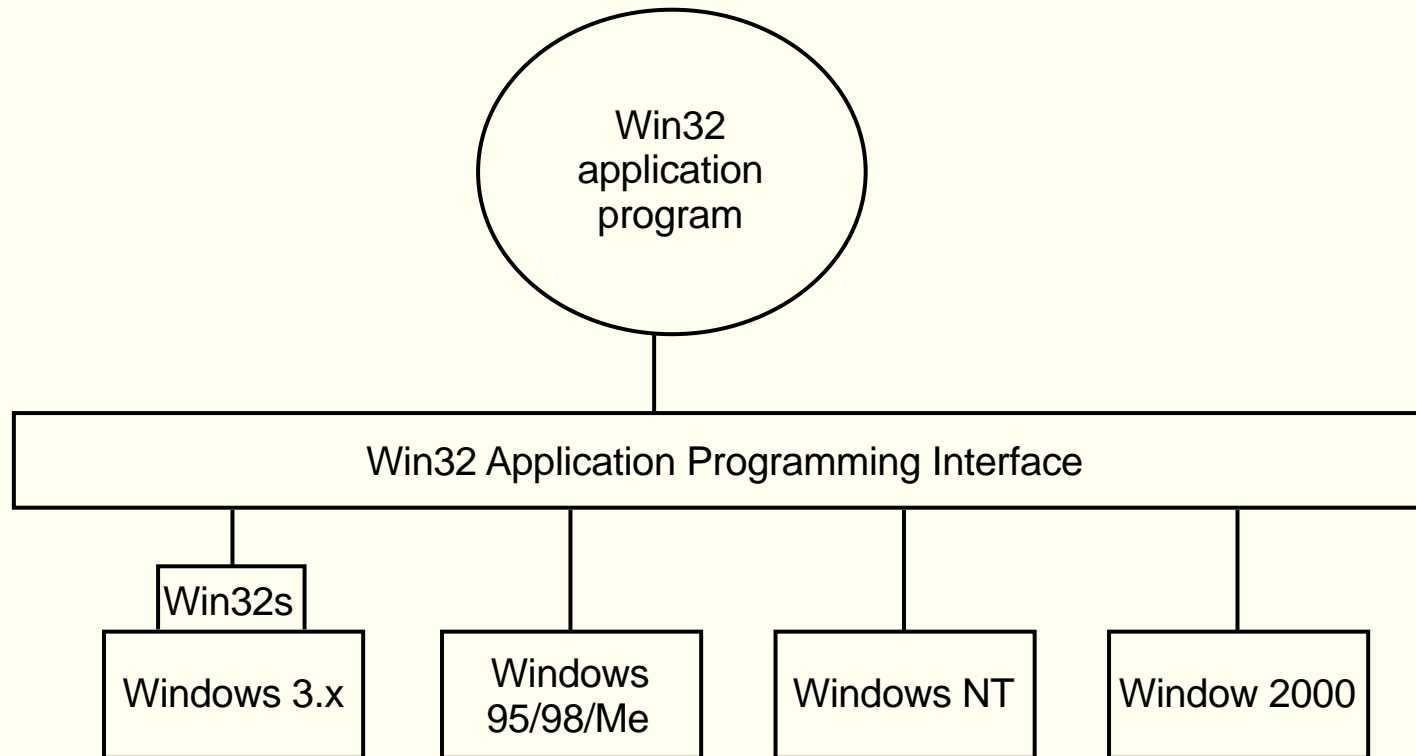 Win32
application
program
Win32 Application Programming Interface
Win32s
Windows 3.x
Windows
95/98/Me
Windows NT
Window 2000